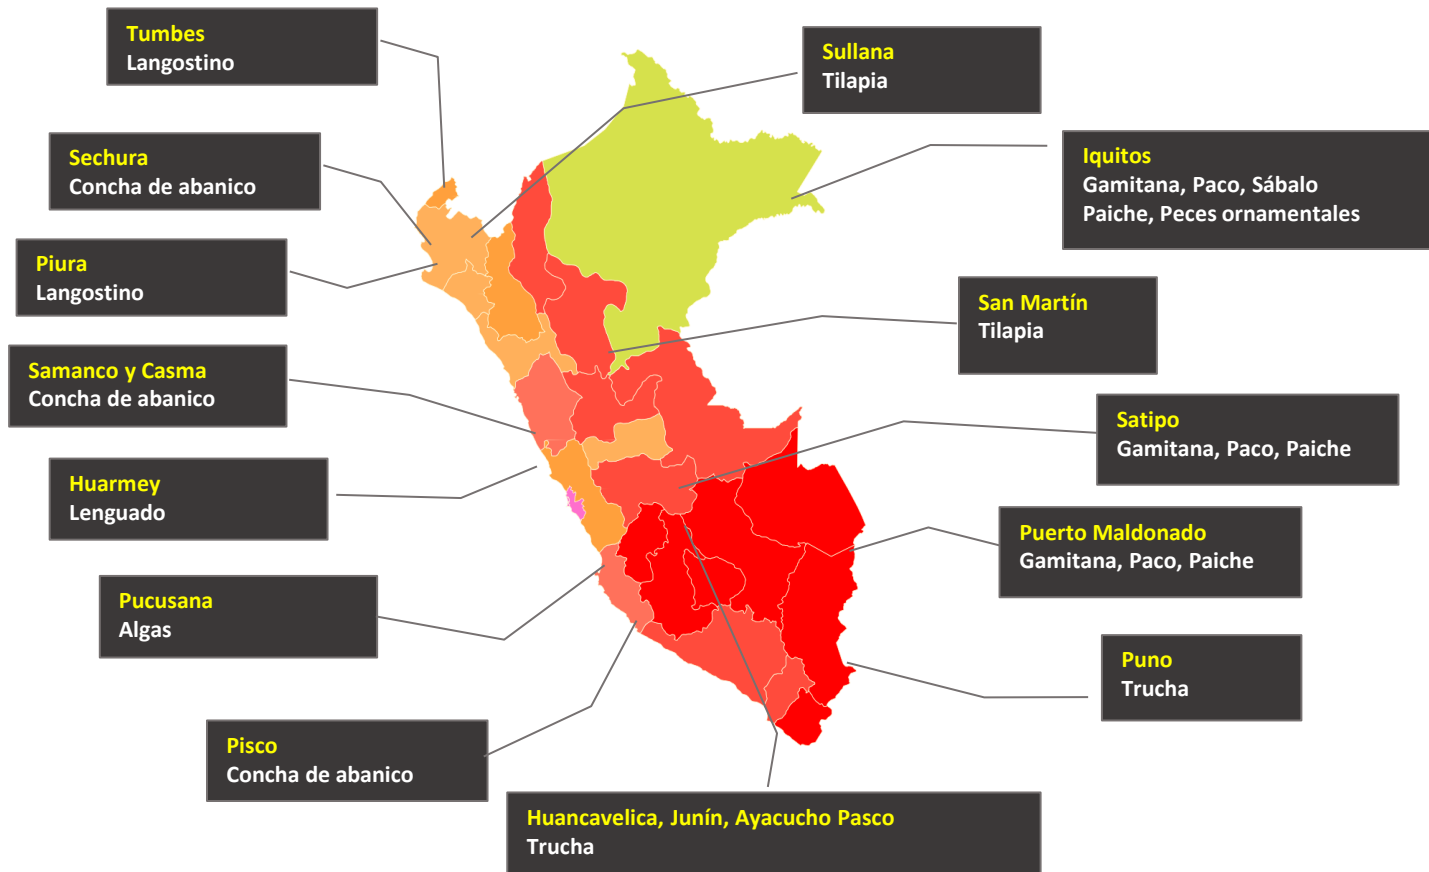 Tumbes
Langostino
Sullana
Tilapia
Sechura
Concha de abanico
Iquitos
Gamitana, Paco, Sábalo
Paiche, Peces ornamentales
Piura
Langostino
San Martín
Tilapia
Samanco y Casma
Concha de abanico
Satipo
Gamitana, Paco, Paiche
Huarmey
Lenguado
Puerto Maldonado
Gamitana, Paco, Paiche
Pucusana
Algas
Puno
Trucha
Pisco
Concha de abanico
Huancavelica, Junín, Ayacucho Pasco
Trucha